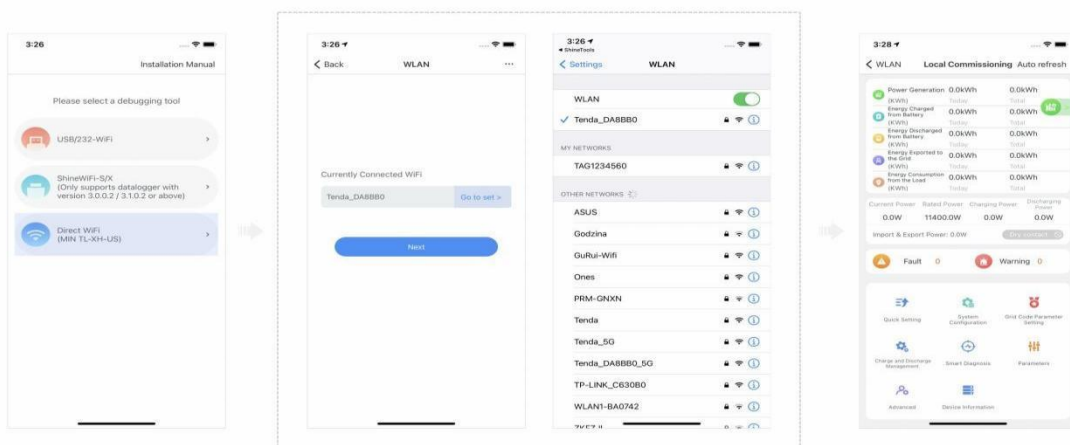 3:26
Installation Manual
Please select a debugging tool
USB/232-WiFi
ShineWiFi-S/X
(Only supports datalogger with
version 3.0.0.2 / 3.1.0.2 or above)
Direct WiFi
(MIN TL-XH-US)
3:26
Back
WLAN
Currently Connected WiFi
Tenda_DA8BB0
Go to set >
Next
3:26
ShineTools
Settings
WLAN
WLAN
Tenda_DA8BB0
MY NETWORKS
TAG1234560
OTHER NETWORKS
ASUS
Godzina
GuRui-Wifi
Ones
PRM-GNXN
Tenda
Tenda_5G
Tenda_DA8BB0_5G
TP-LINK_C630B0
WLAN1-BA0742
3:28
WLAN
Local Commissioning
Auto refresh
Power Generation
(KWh)
0.0kWh
Today
0.0kWh
Total
Energy Charged
from Battery
(KWh)
0.0kWh
Today
0.0kWh
Total
Energy Discharged
from Battery
(KWh)
0.0kWh
Today
0.0kWh
Total
Energy Exported to
the Grid
(KWh)
0.0kWh
Today
0.0kWh
Total
Energy Consumption
from the Load
(KWh)
0.0kWh
Today
0.0kWh
Total
Current Power
Rated Power
Charging Power
Discharging
Power
0.0W
11400.0W
0.0W
0.0W
Import & Export Power: 0.0W
Dry contact
Fault 0
Warning 0
Quick Setting
System
Configuration
Grid Code Parameter
Setting
Charge and Discharge
Management
Smart Diagnosis
Parameters
Advanced
Device Information